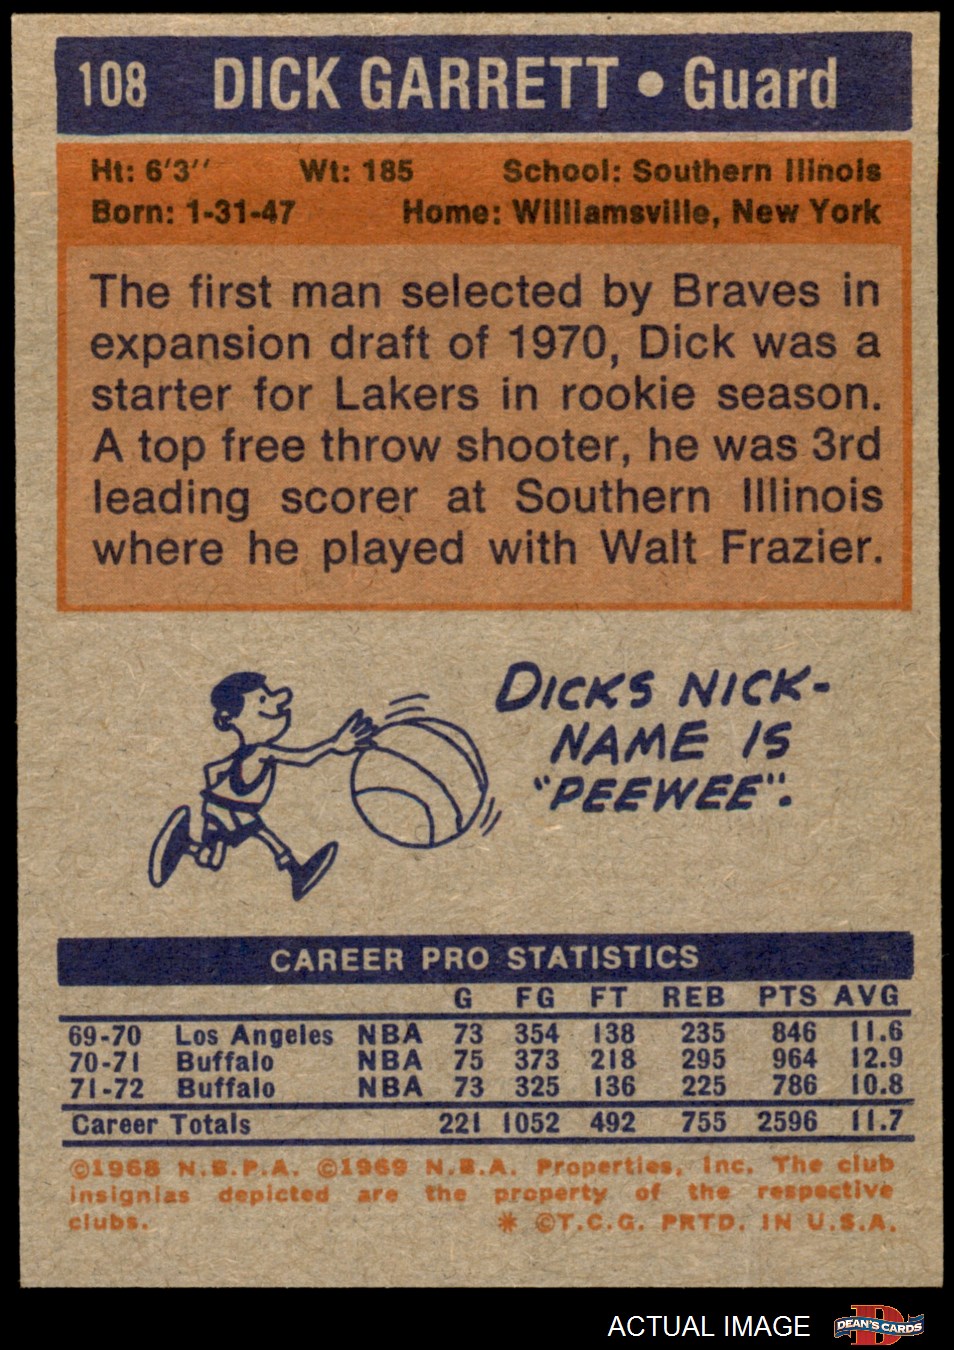 108 DICK GARRETT • Guard
Ht: 6'3'' Wt: 185 School: Southern Illinois
Born: 1-31-47 Home: Williamsville, New York
The first man selected by Braves in
expansion draft of 1970, Dick was a
starter for Lakers in rookie season.
A top free throw shooter, he was 3rd
leading scorer at Southern Illinois
where he played with Walt Frazier.
DICKS NICK-
NAME IS
"PEEWEE".
CAREER PRO STATISTICS
G FG FT REB PTS AVG
69-70 Los Angeles NBA 73 354 138 235 846 11.6
70-71 Buffalo NBA 75 373 218 295 964 12.9
71-72 Buffalo NBA 73 325 136 225 786 10.8
Career Totals 221 1052 492 755 2596 11.7
©1968 N.B.P.A. ©1969 N.B.A. Properties, Inc. The club
insignias depicted are the property of the respective
clubs. * ©T.C.G. PRTD. IN U.S.A.
ACTUAL IMAGE D DEAN'S CARDS